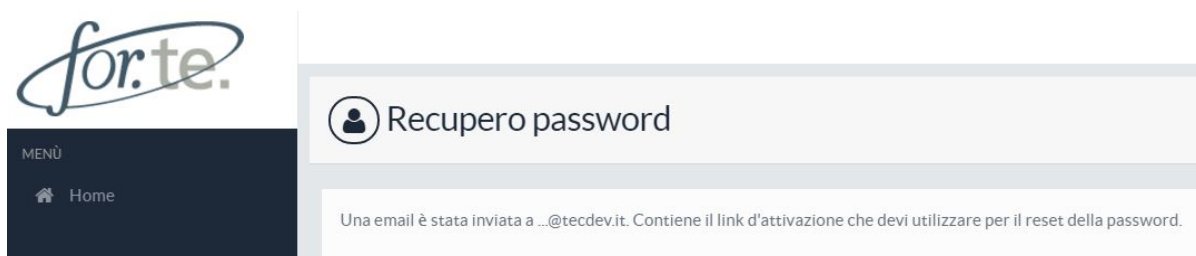 for.te.
Recupero password
MENÙ
Home
Una email è stata inviata a ...@tecdev.it. Contiene il link d'attivazione che devi utilizzare per il reset della password.